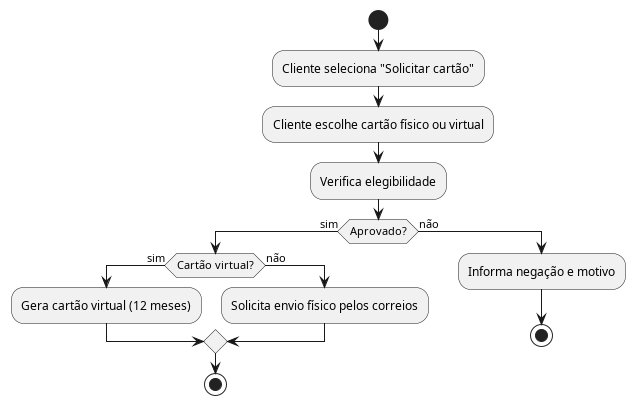 Cliente seleciona "Solicitar cartão"
Cliente escolhe cartão físico ou virtual
Verifica elegibilidade
sim
Aprovado?
não
sim
Cartão virtual?
não
Informa negação e motivo
Gera cartão virtual (12 meses)
Solicita envio físico pelos correios